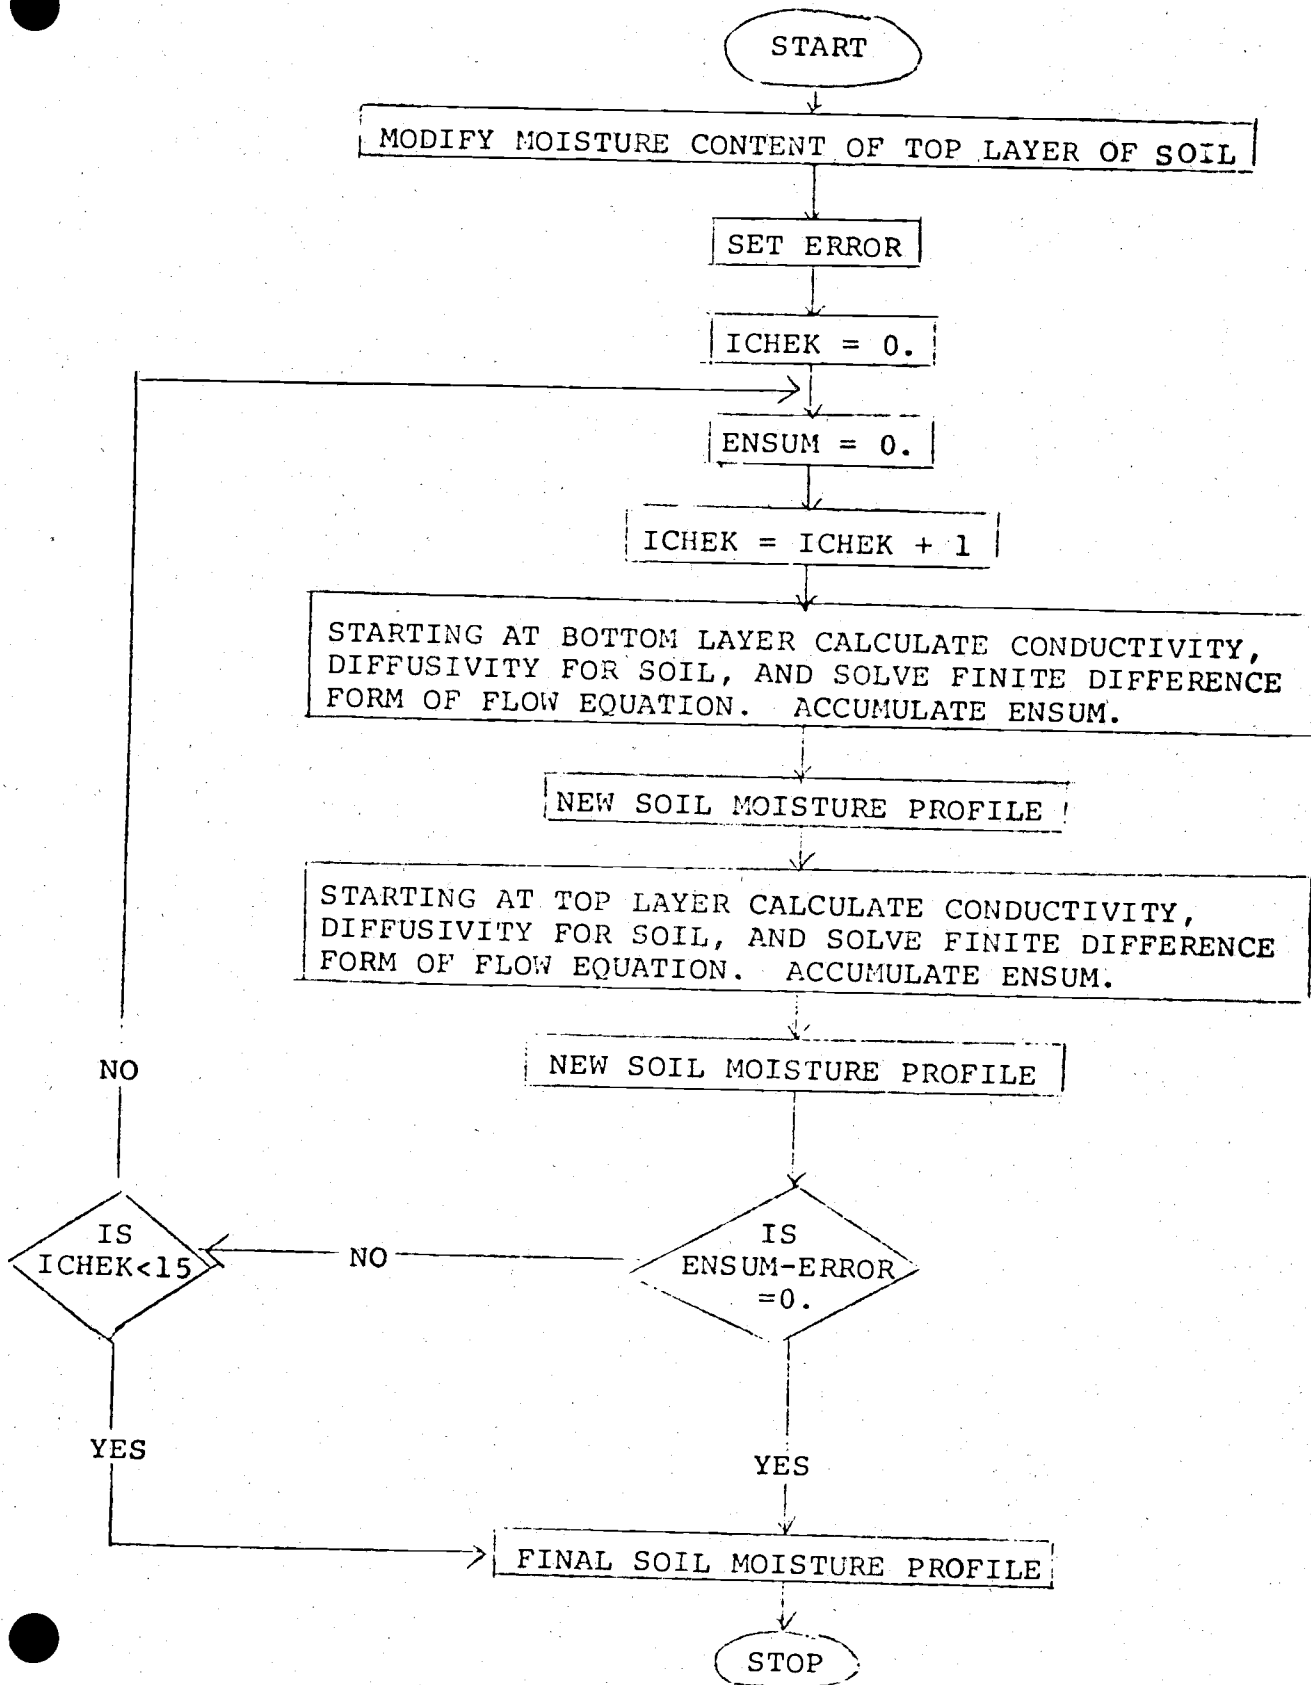 START
MODIFY MOISTURE CONTENT OF TOP LAYER OF SOIL
SET ERROR
ICHEK = 0.
ENSUM = 0.
ICHEK = ICHEK + 1
STARTING AT BOTTOM LAYER CALCULATE CONDUCTIVITY,
DIFFUSIVITY FOR SOIL, AND SOLVE FINITE DIFFERENCE
FORM OF FLOW EQUATION. ACCUMULATE ENSUM.
NEW SOIL MOISTURE PROFILE
STARTING AT TOP LAYER CALCULATE CONDUCTIVITY,
DIFFUSIVITY FOR SOIL, AND SOLVE FINITE DIFFERENCE
FORM OF FLOW EQUATION. ACCUMULATE ENSUM.
NEW SOIL MOISTURE PROFILE
NO
IS
ICHEK<15
NO
IS
ENSUM-ERROR
=0.
YES
YES
FINAL SOIL MOISTURE PROFILE
STOP